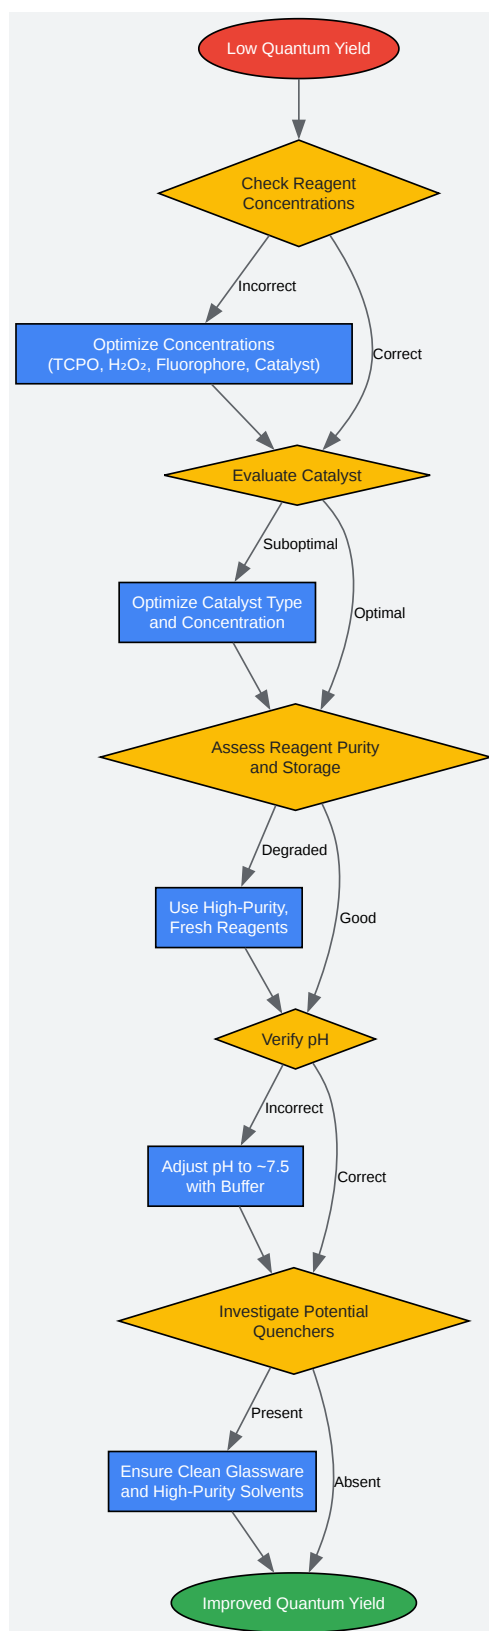 Low Quantum Yield
Check Reagent
Concentrations
Incorrect
Optimize Concentrations
(TCPO, H₂O₂, Fluorophore, Catalyst)
Correct
Evaluate Catalyst
Suboptimal
Optimize Catalyst Type
and Concentration
Optimal
Assess Reagent Purity
and Storage
Degraded
Use High-Purity,
Fresh Reagents
Good
Verify pH
Incorrect
Adjust pH to ~7.5
with Buffer
Correct
Investigate Potential
Quenchers
Present
Ensure Clean Glassware
and High-Purity Solvents
Absent
Improved Quantum Yield